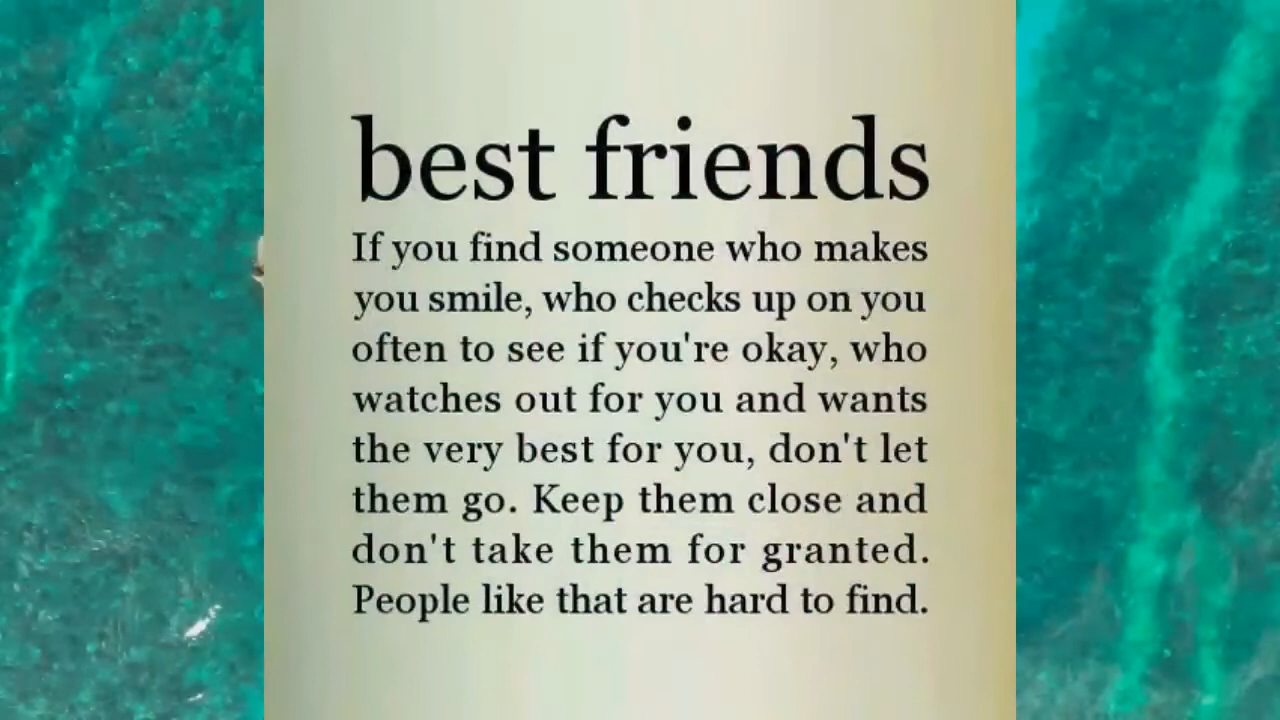 best friends
If you find someone who makes
you smile, who checks up on you
often to see if you're okay, who
watches out for you and wants
the very best for you, don't let
them go. Keep them close and
don't take them for granted.
People like that are hard to find.